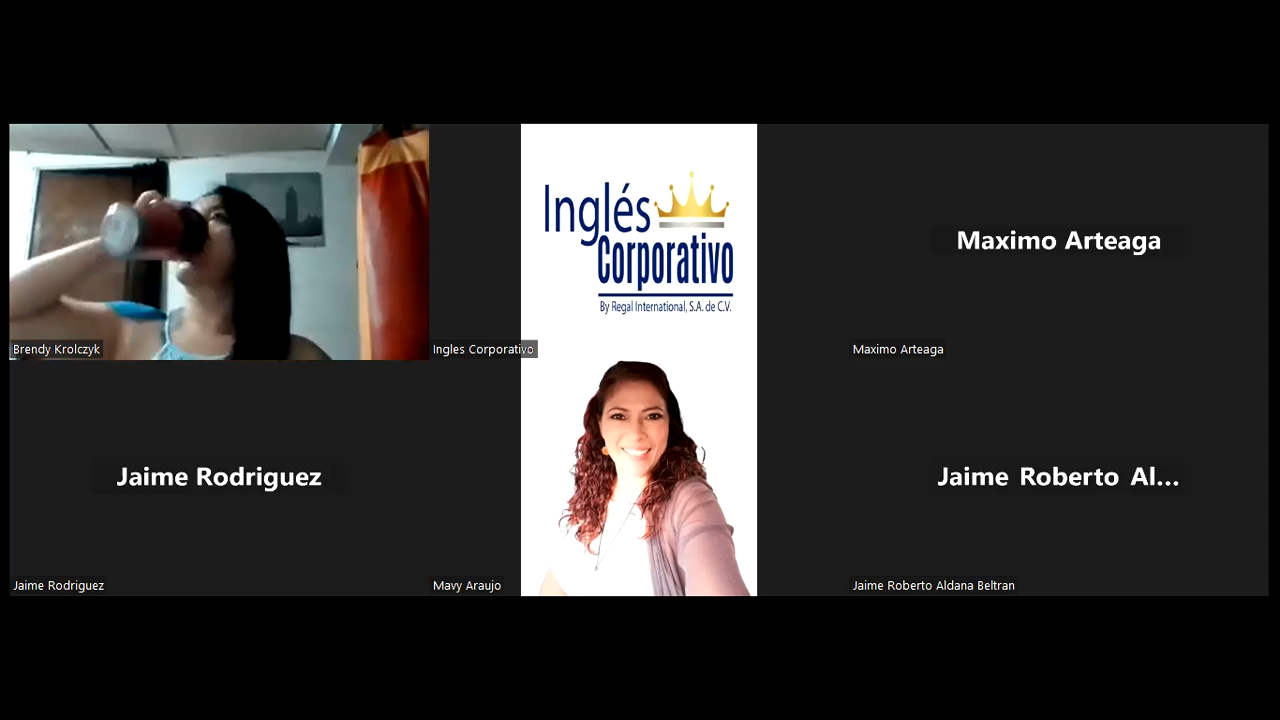 Inglés
Corporativo
By Regal International, S.A. de C.V.
Maximo Arteaga
Brendy Krolczyk
Ingles Corporativo
Maximo Arteaga
Jaime Rodriguez
Jaime Roberto Al...
Jaime Rodriguez
Mavy Araujo
Jaime Roberto Aldana Beltran